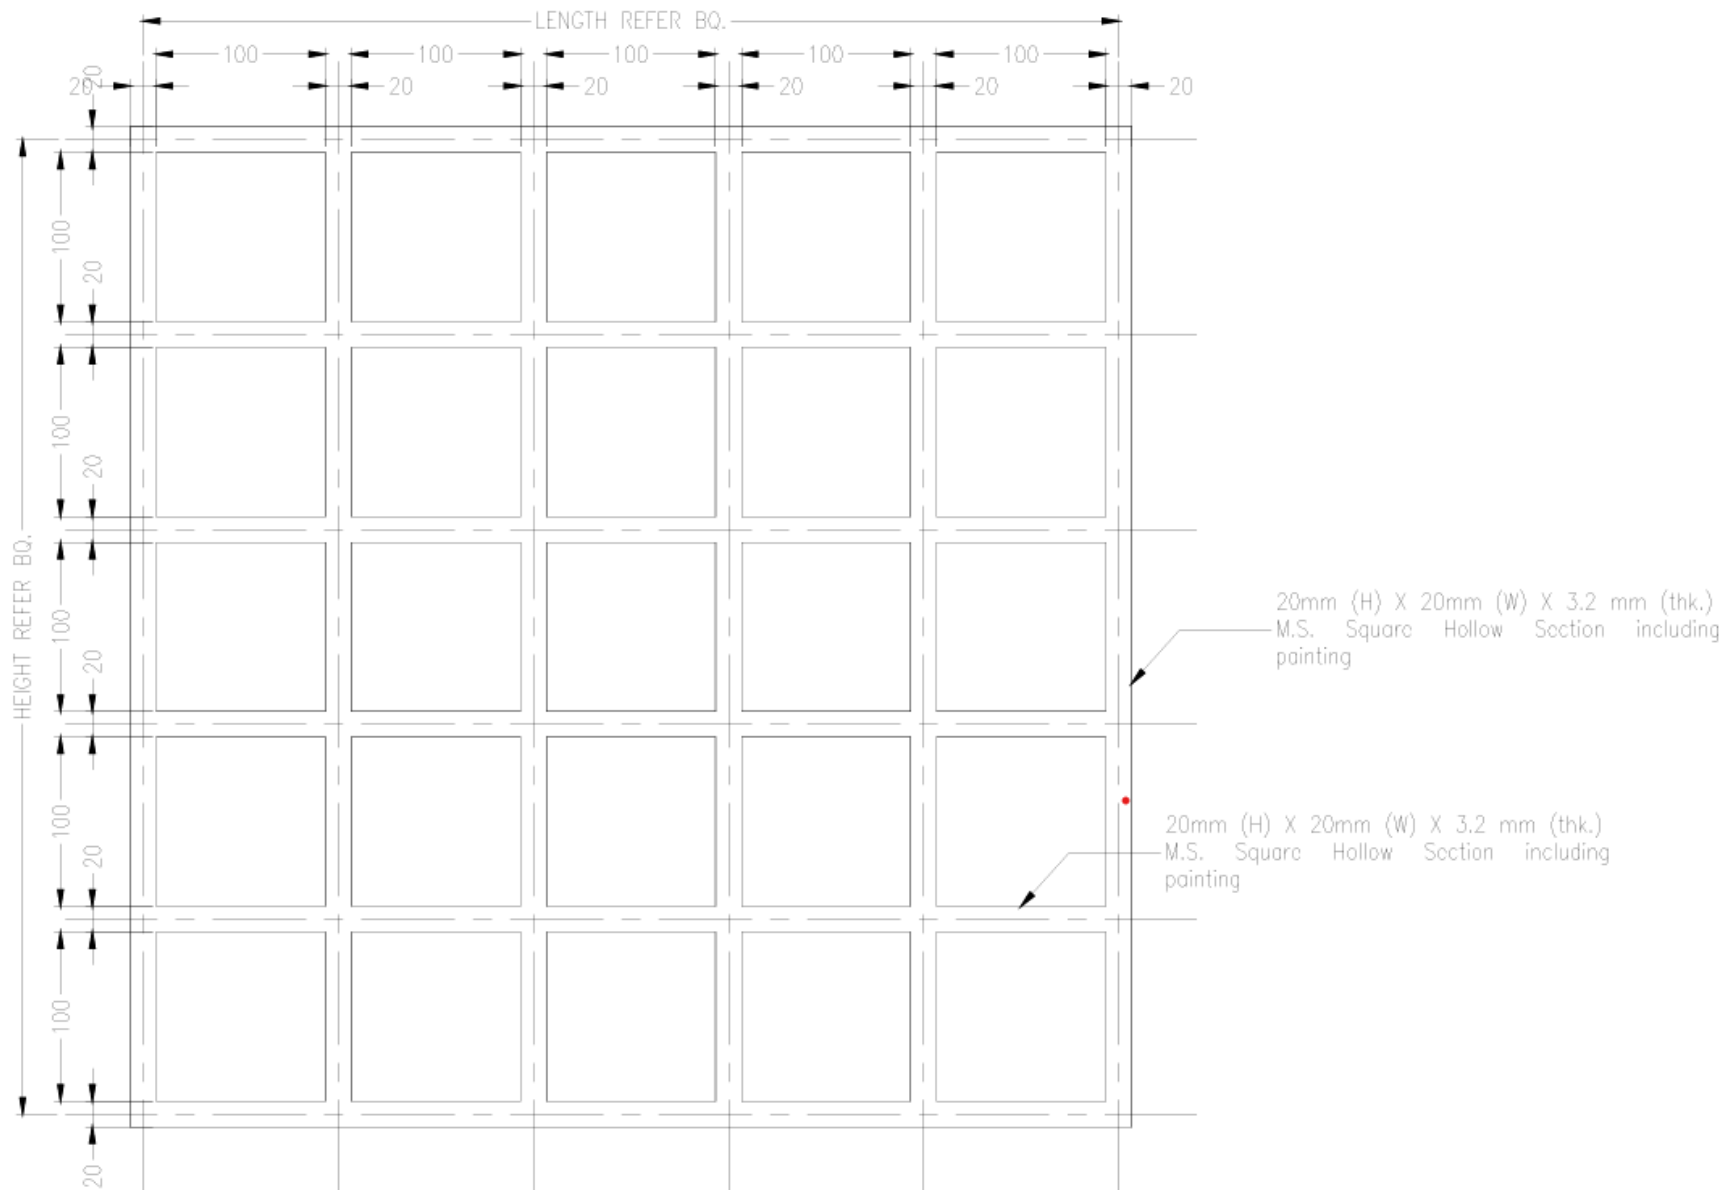 LENGTH REFER BQ.
100 100 100 100 100
20 20 20 20 20 20
20
100
20
100
20
HEIGHT REFER BQ.
100
20
100
20
100
20
20mm (H) X 20mm (W) X 3.2 mm (thk.)
M.S. Square Hollow Section including
painting
20mm (H) X 20mm (W) X 3.2 mm (thk.)
M.S. Square Hollow Section including
painting